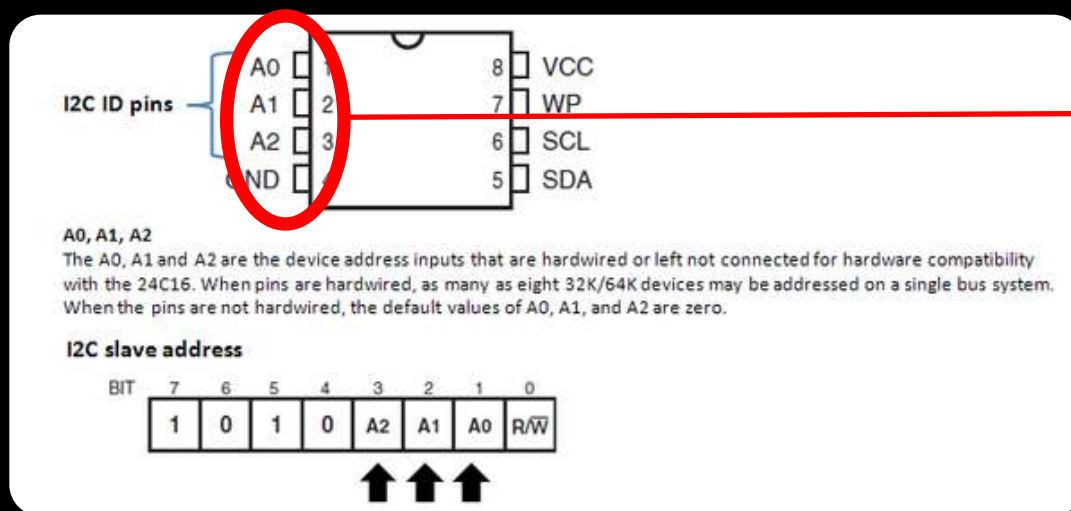 A0 1 8 VCC
I2C ID pins A1 2 7 WP
A2 3 6 SCL
GND 4 5 SDA
A0, A1, A2
The A0, A1 and A2 are the device address inputs that are hardwired or left not connected for hardware compatibility
with the 24C16. When pins are hardwired, as many as eight 32K/64K devices may be addressed on a single bus system.
When the pins are not hardwired, the default values of A0, A1, and A2 are zero.
I2C slave address
BIT 7 6 5 4 3 2 1 0
1 0 1 0 A2 A1 A0 R/W̅